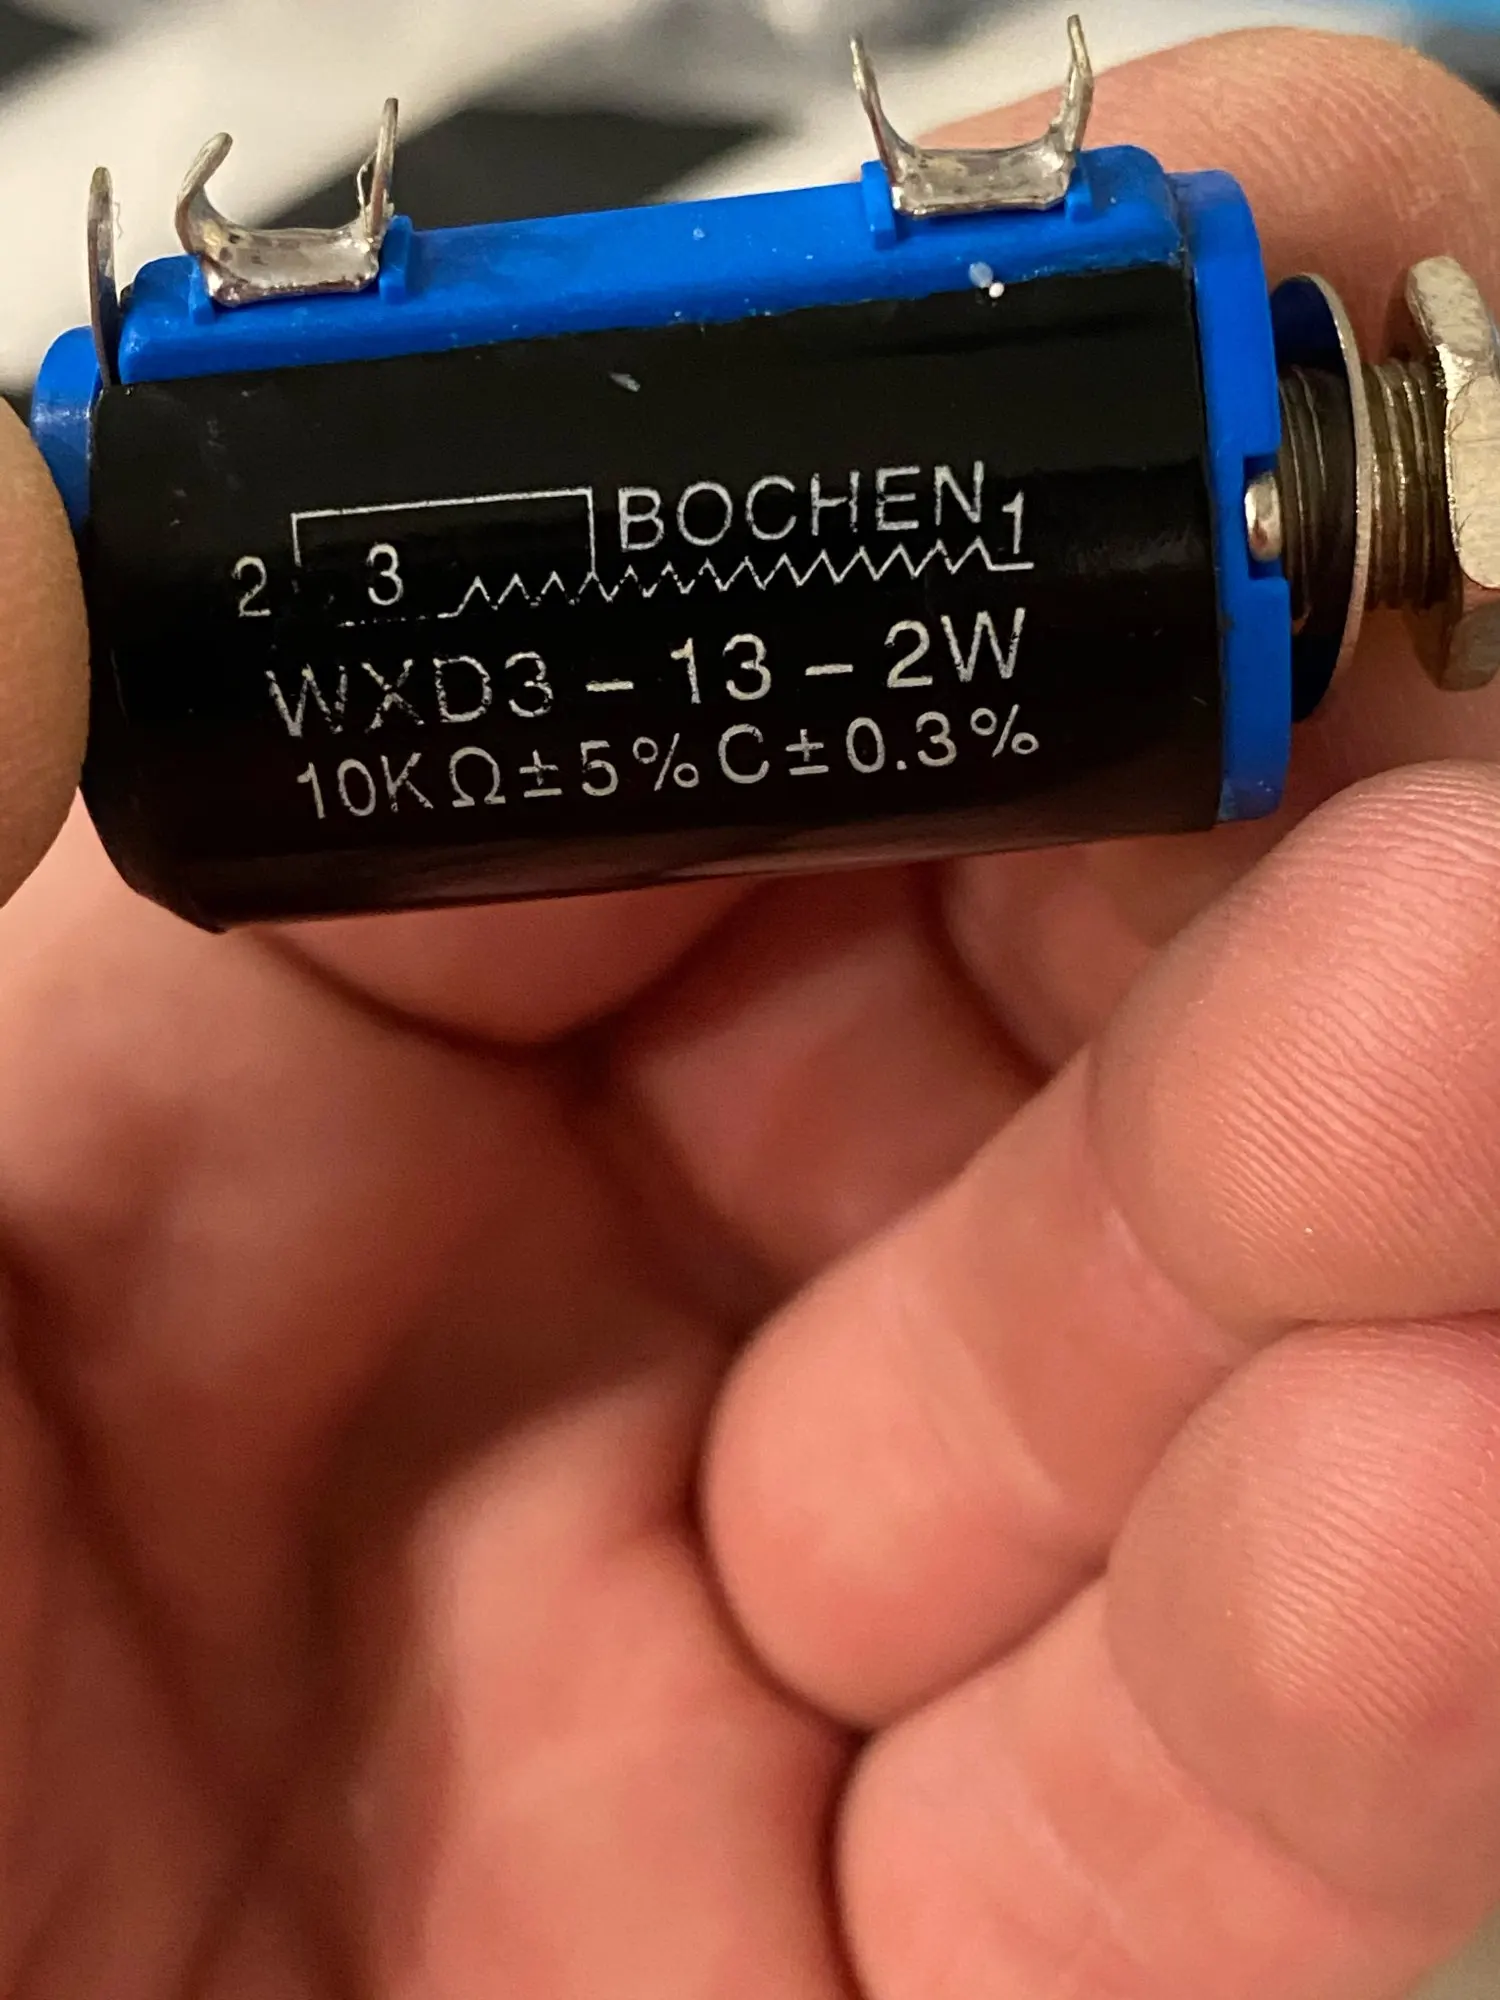 BOCHEN 1
2 3
WXD3-13-2W
10KΩ±5%C±0.3%